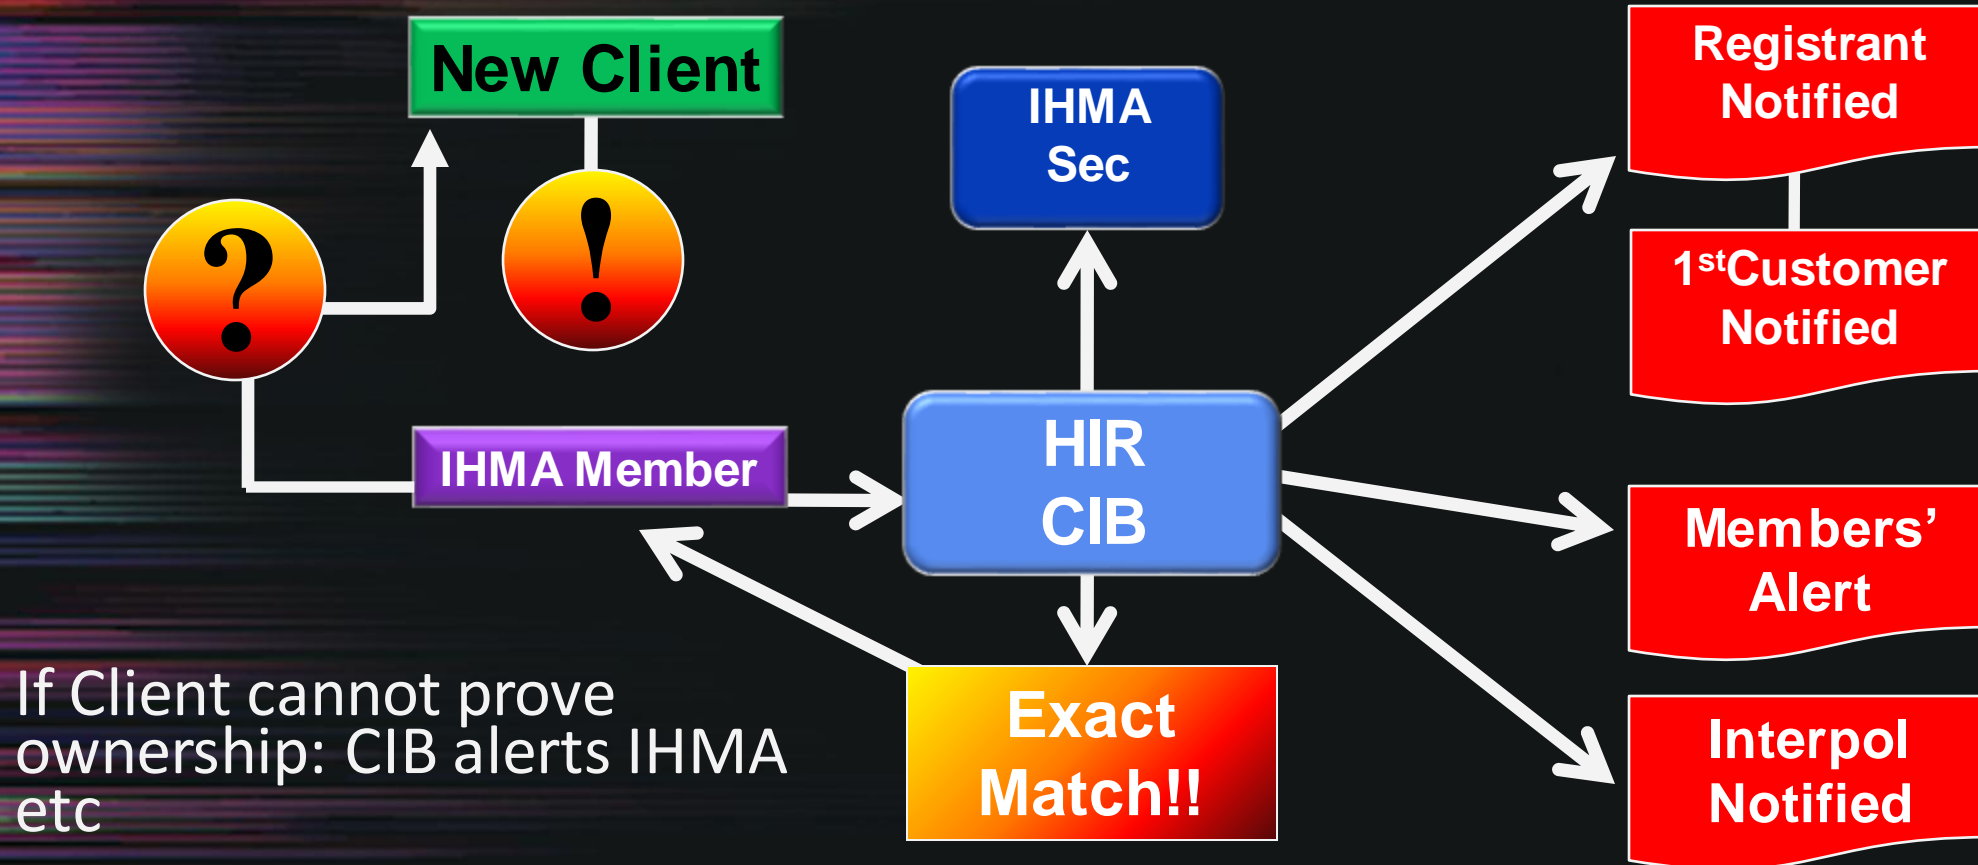 New Client
?
!
IHMA Member
IHMA
Sec
HIR
CIB
Exact
Match!!
Registrant
Notified
1stCustomer
Notified
Members’
Alert
Interpol
Notified
If Client cannot prove
ownership: CIB alerts IHMA
etc